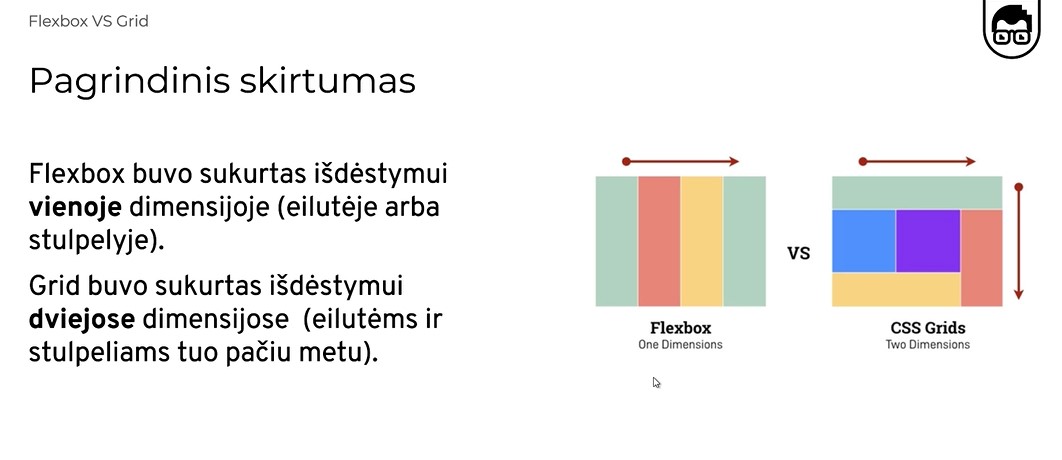 Flexbox VS Grid
Pagrindinis skirtumas
Flexbox buvo sukurtas išdėstymui
vienoje dimensijoje (eilutėje arba
stulpelyje).
Grid buvo sukurtas išdėstymui
dviejose dimensijose (eilutėms ir
stulpeliams tuo pačiu metu).
VS
Flexbox
One Dimensions
CSS Grids
Two Dimensions